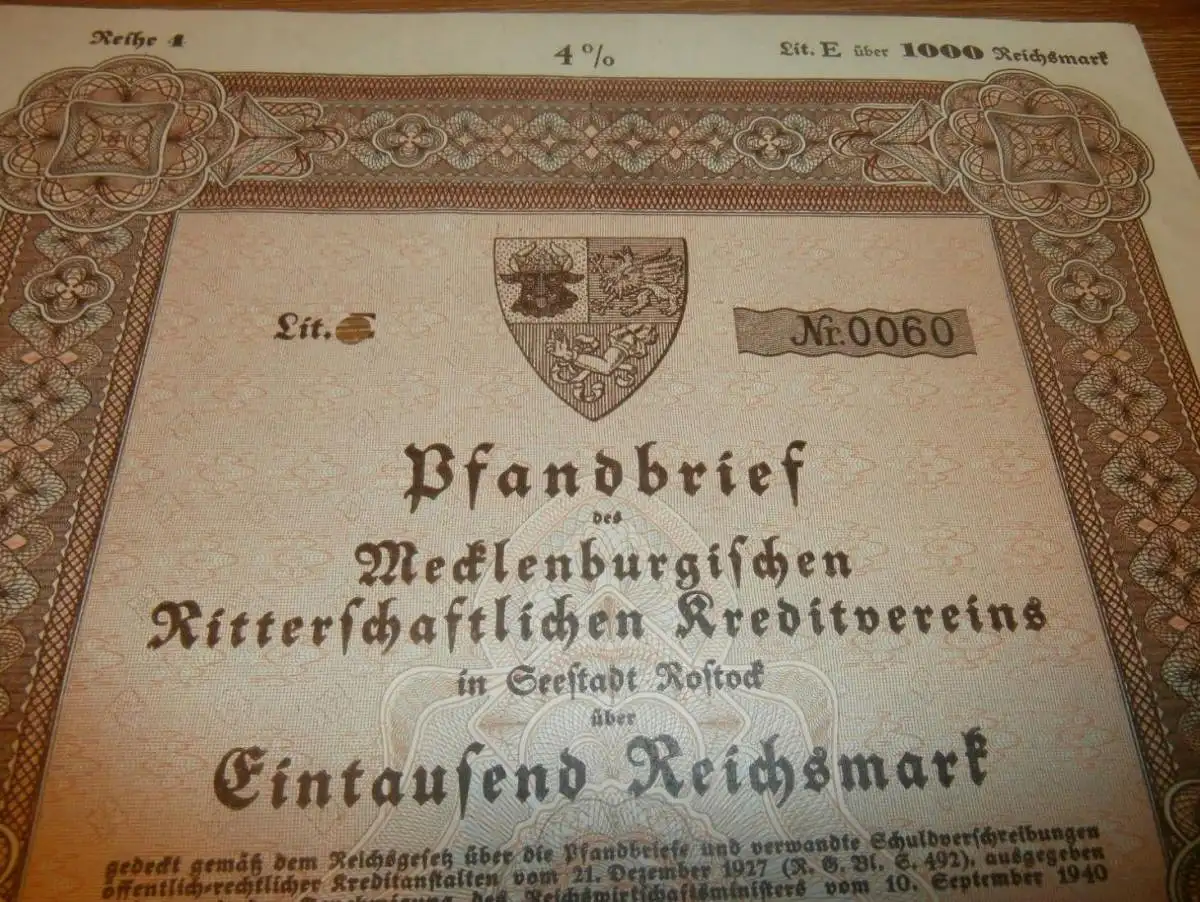 Reihe 4
4%
Lit. E über 1000 Reichsmark
Lit. E
Nr. 0060
Pfandbrief
des
Mecklenburgischen
Ritterschaftlichen Kreditvereins
in Seestadt Rostock
über
Eintausend Reichsmark
gedeckt gemäß dem Reichsgesetz über die Pfandbriefe und verwandte Schuldverschreibungen
öffentlich-rechtlicher Kreditanstalten vom 21. Dezember 1927 (R. G. Bl. S. 492), ausgegeben
des Reichswirtschaftsministers vom 10. September 1940